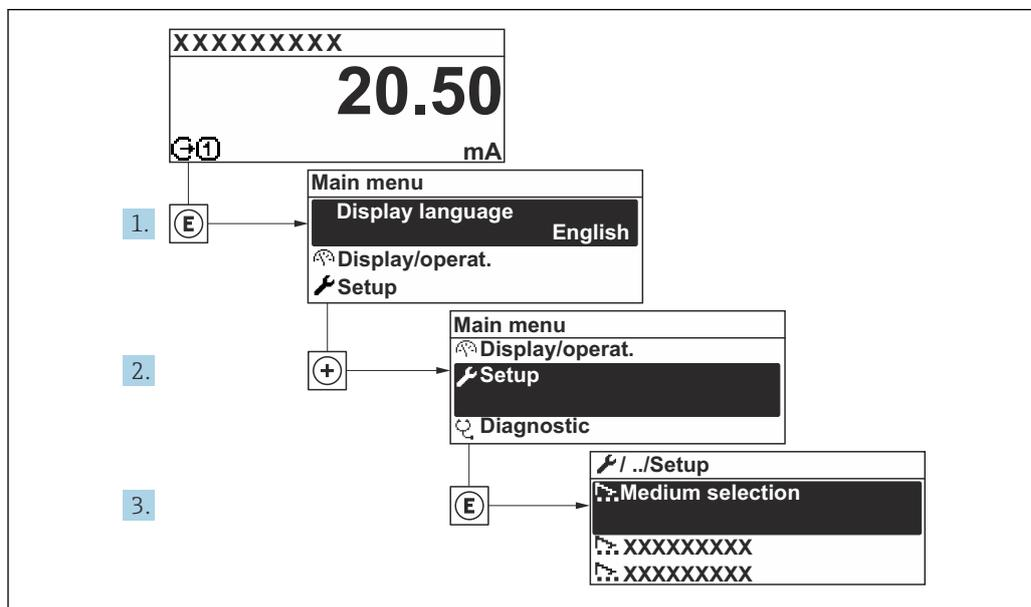 XXXXXXXXX
20.50
1 mA
Main menu
1. E Display language
English
Display/operat.
Setup
Main menu
Display/operat.
2. + Setup
Diagnostic
/ ../Setup
3. E Medium selection
XXXXXXXXX
XXXXXXXXX